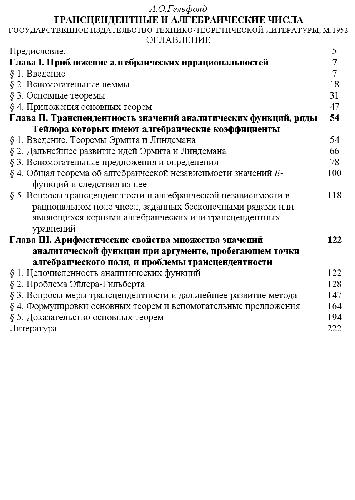 А.О.Гельфонд
ТРАНСЦЕНДЕНТНЫЕ И АЛГЕБРАИЧЕСКИЕ ЧИСЛА
ГОСУДАРСТВЕННОЕ ИЗДАТЕЛЬСТВО ТЕХНИКО-ТЕОРЕТИЧЕСКОЙ ЛИТЕРАТУРЫ, М. 1952
ОГЛАВЛЕНИЕ
Предисловие. 5
Глава I. Приближение алгебраических иррациональностей 7
§ 1. Введение 7
§ 2. Вспомогательные леммы 18
§ 3. Основные теоремы 31
§ 4. Приложения основных теорем 47
Глава II. Трансцендентность значений аналитических функций, ряды 54
Тейлора которых имеют алгебраические коэффициенты
§ 1. Введение. Теоремы Эрмита и Линдемана 54
§ 2. Дальнейшее развитие идей Эрмита и Линдемана 66
§ 3. Вспомогательные предложения и определения 78
§ 4. Общая теорема об алгебраической независимости значений E- 100
функций и следствия из нее
§ 5. Вопросы трансцендентности и алгебраической независимости в 118
рациональном поле чисел, заданных бесконечными рядами или
являющихся корнями алгебраических или трансцендентных
уравнений
Глава III. Арифметические свойства множества значений 122
аналитической функции при аргументе, пробегающем точки
алгебраического поля, и проблемы трансцендентности
§ 1. Целочисленность аналитических функций 122
§ 2. Проблема Эйлера-Гильберта 128
§ 3. Вопросы меры трансцендентности и дальнейшее развитие метода 147
§ 4. Формулировки основных теорем и вспомогательные предложения 164
§ 5. Доказательство основных теорем 194
Литература 222